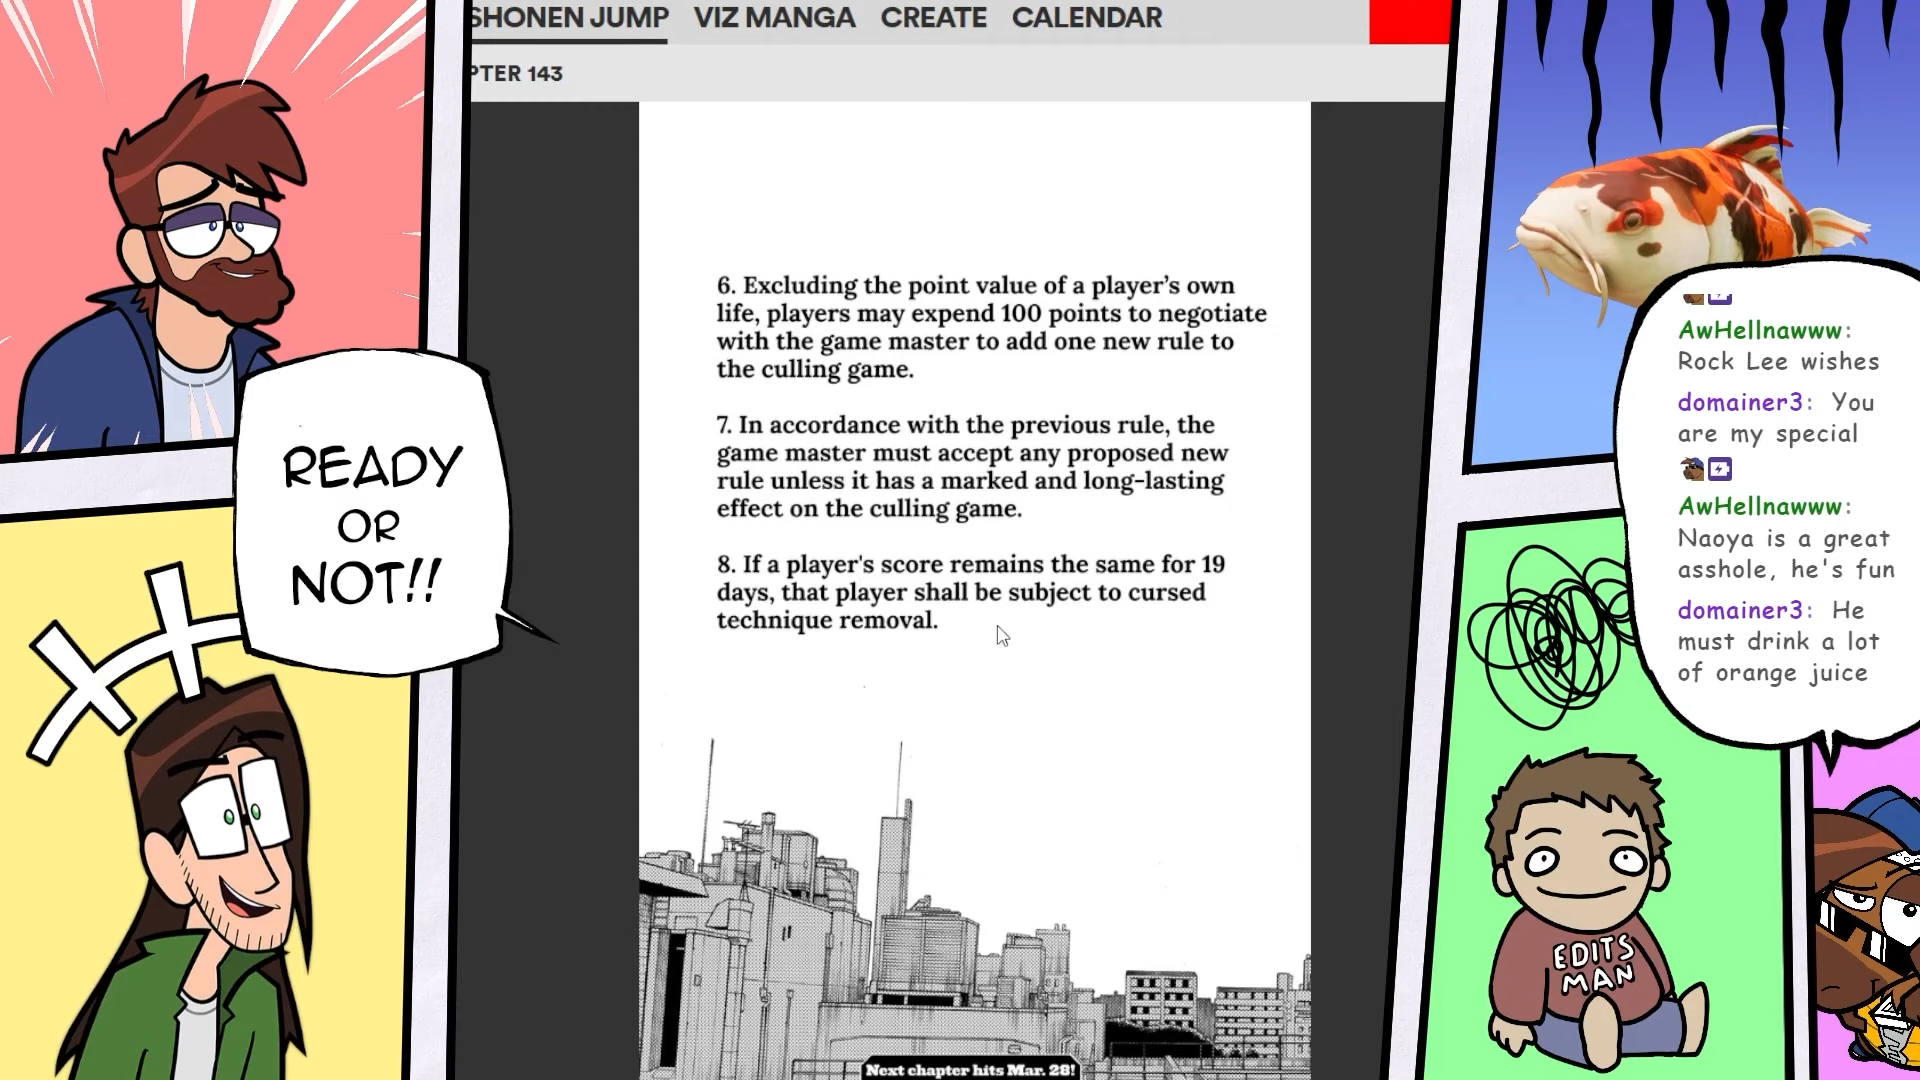 SHONEN JUMP VIZ MANGA CREATE CALENDAR
PTER 143
6. Excluding the point value of a player’s own
life, players may expend 100 points to negotiate
with the game master to add one new rule to
the culling game.
7. In accordance with the previous rule, the
game master must accept any proposed new
rule unless it has a marked and long-lasting
effect on the culling game.
8. If a player's score remains the same for 19
days, that player shall be subject to cursed
technique removal.
Next chapter hits Mar. 28!
READY
OR
NOT!!
AwHellnawww:
Rock Lee wishes
domainer3: You
are my special
AwHellnawww:
Naoya is a great
asshole, he's fun
domainer3: He
must drink a lot
of orange juice
EDITS
MAN